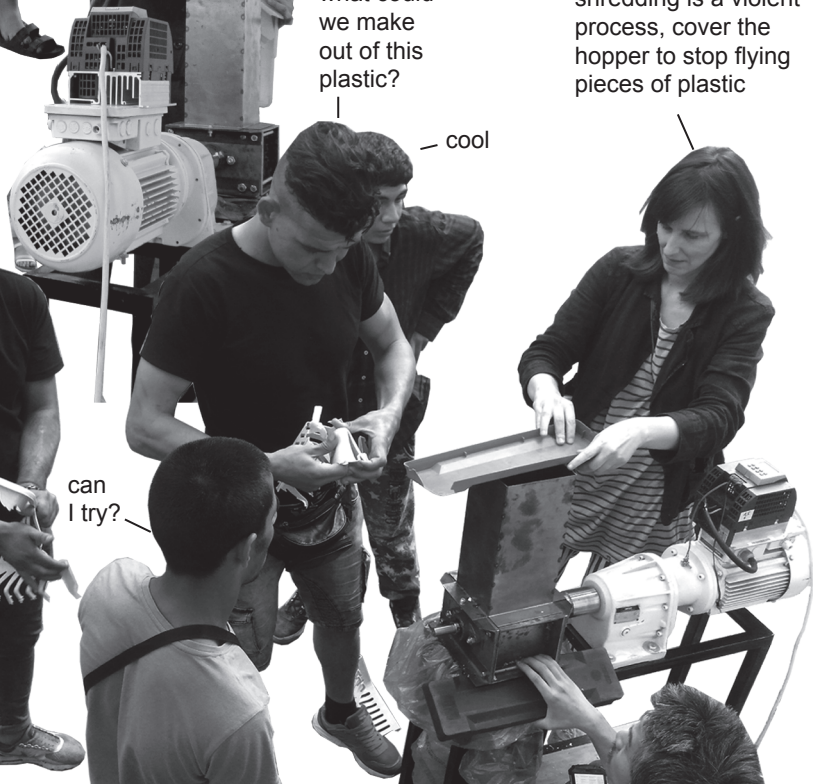 what could
we make
out of this
plastic?
shredding is a violent
process, cover the
hopper to stop flying
pieces of plastic
cool
can
I try?